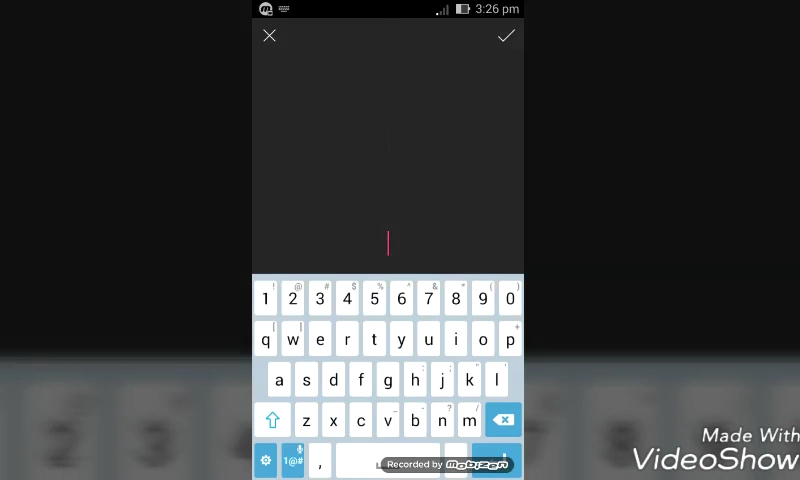 3:26 pm
! @ # $ % ^ & * ( )
1 2 3 4 5 6 7 8 9 0
[ ] +
q w e r t y u i o p
: ; " '
a s d f g h j k l
_ - ? /
z x c v b n m
1@# ,
Recorded by mobizen
Made With
VideoShow